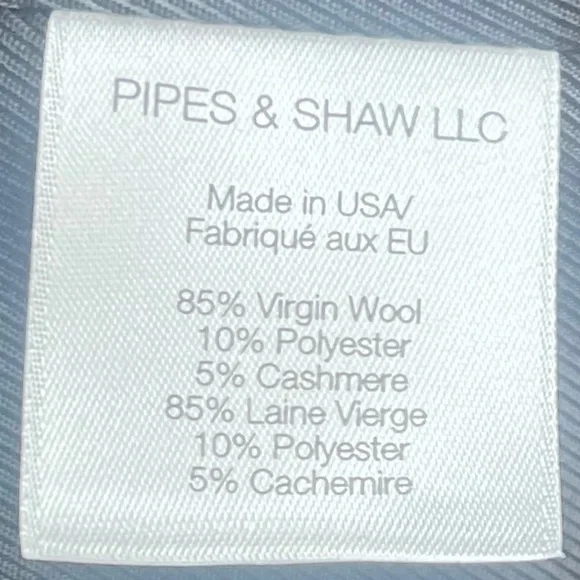 PIPES & SHAW LLC
Made in USA/
Fabriqué aux EU
85% Virgin Wool
10% Polyester
5% Cashmere
85% Laine Vierge
10% Polyester
5% Cachemire